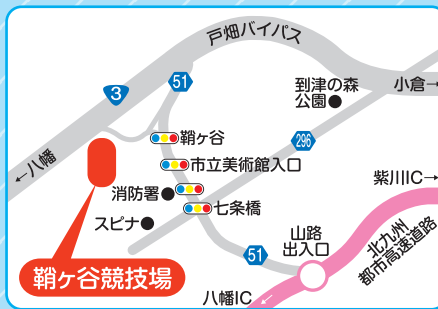 戸畑バイパス
3
51
到津の森
公園
小倉→
鞘ヶ谷
296
←八幡
市立美術館入口
紫川IC→
消防署
七条橋
スピナ
山路
出入口
北九州
都市高速道路
51
鞘ヶ谷競技場
八幡IC
←